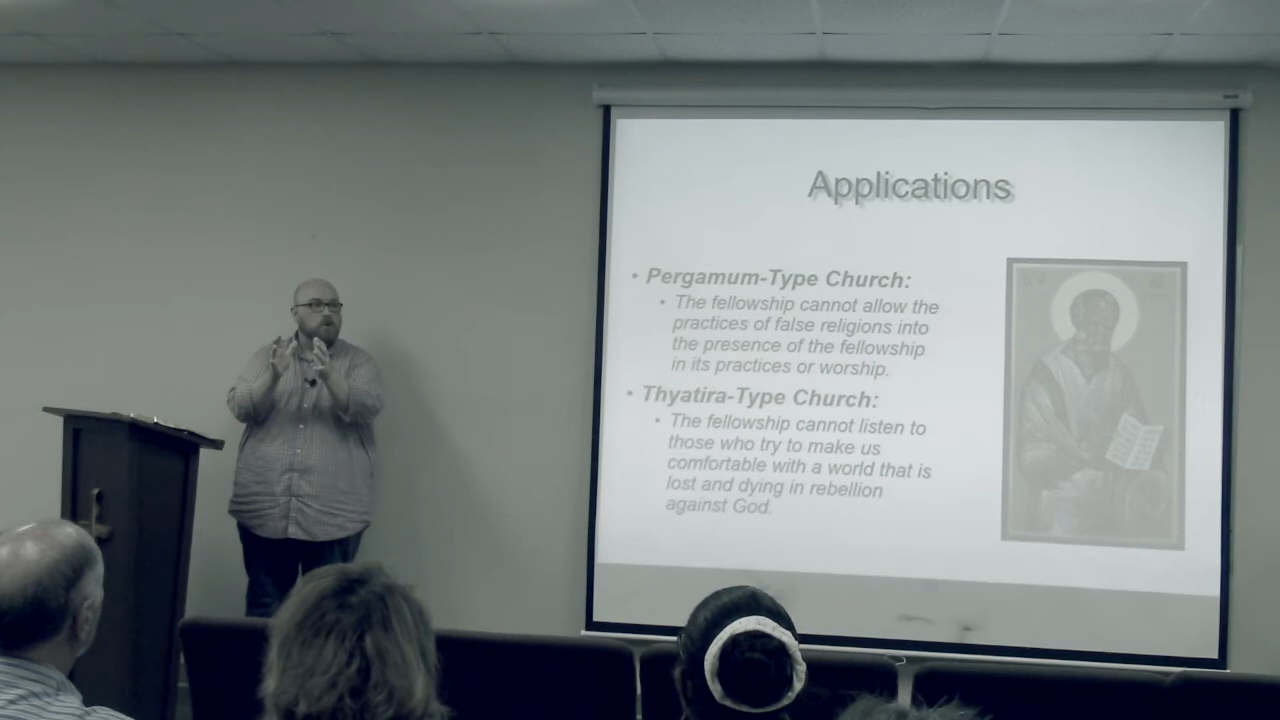 Applications
• Pergamum-Type Church:
• The fellowship cannot allow the
practices of false religions into
the presence of the fellowship
in its practices or worship.
• Thyatira-Type Church:
• The fellowship cannot listen to
those who try to make us
comfortable with a world that is
lost and dying in rebellion
against God.